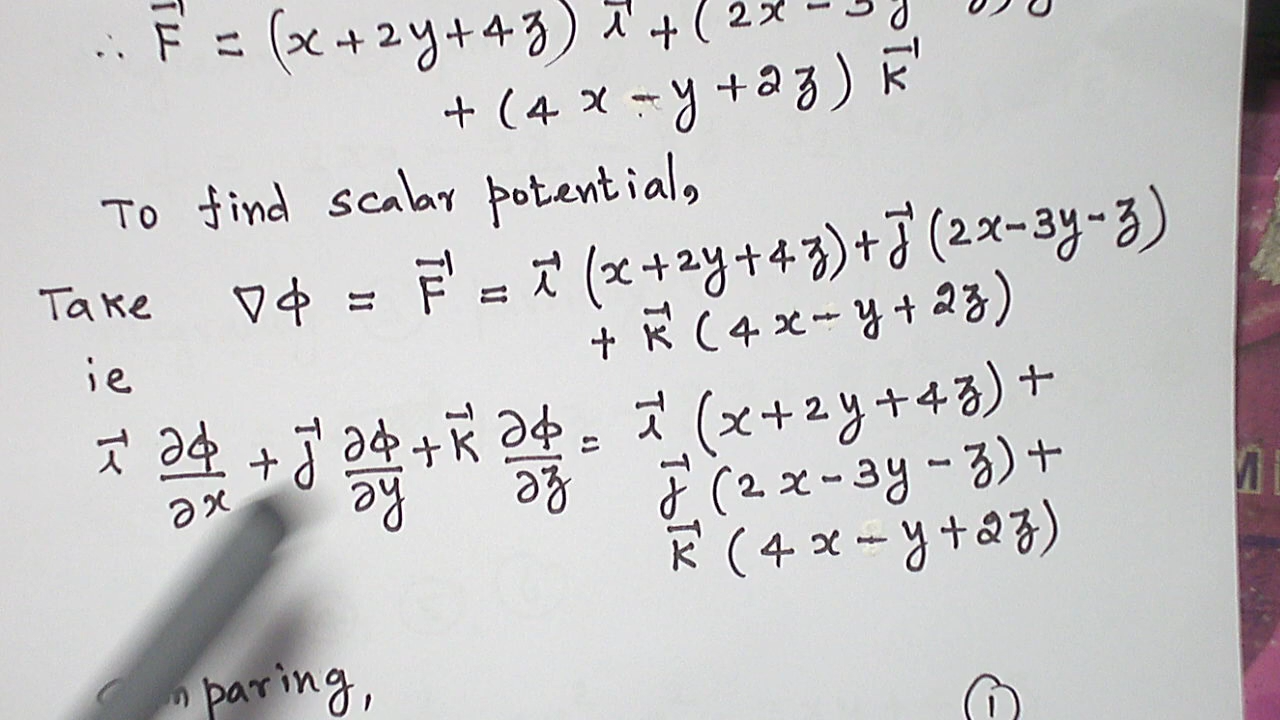 ∴ F⃗ = (x+2y+4z) i⃗ + (2x-3y-z) j⃗
+ (4x-y+2z) k⃗
To find scalar potential,
Take ∇ϕ = F⃗ = i⃗ (x+2y+4z) + j⃗ (2x-3y-z)
+ k⃗ (4x-y+2z)
ie
i⃗ ∂ϕ/∂x + j⃗ ∂ϕ/∂y + k⃗ ∂ϕ/∂z = i⃗ (x+2y+4z) +
j⃗ (2x-3y-z) +
k⃗ (4x-y+2z)
Comparing,
①
M